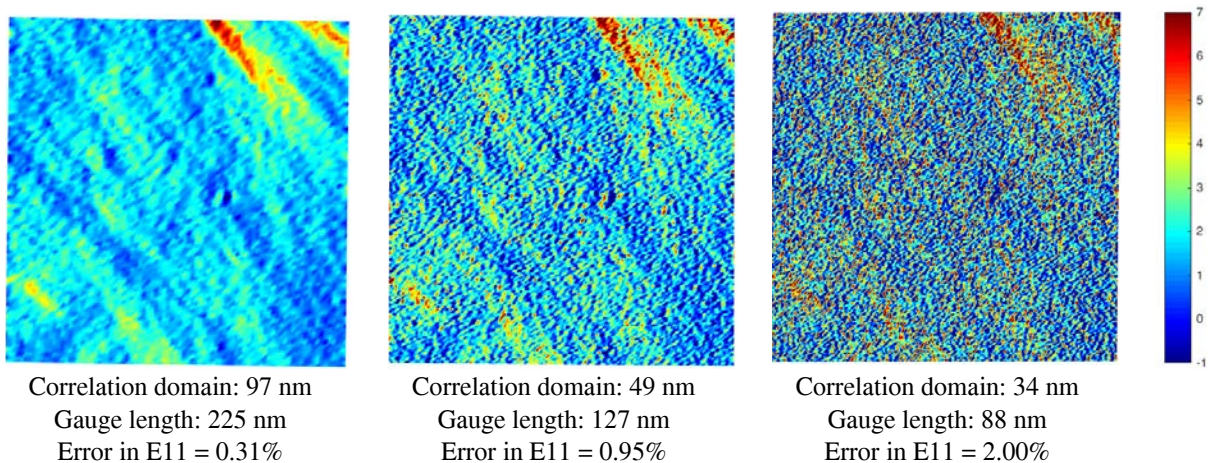 7
6
5
4
3
2
1
0
-1
Correlation domain: 97 nm
Gauge length: 225 nm
Error in E11 = 0.31%
Correlation domain: 49 nm
Gauge length: 127 nm
Error in E11 = 0.95%
Correlation domain: 34 nm
Gauge length: 88 nm
Error in E11 = 2.00%